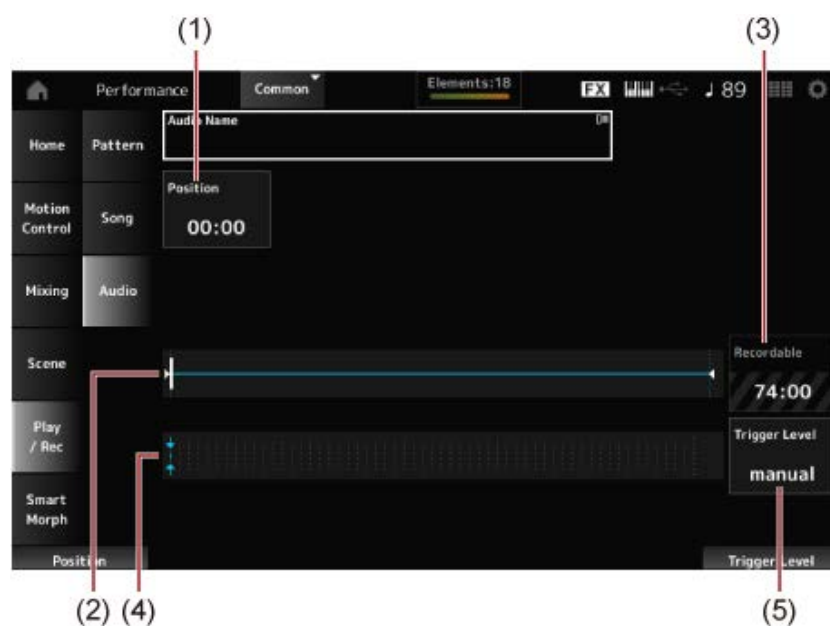 (1)
(3)
Performance
Common
Elements:18
FX
♩ 89
Home
Pattern
Audio Name
Position
00:00
Motion
Control
Song
Mixing
Audio
Scene
Recordable
74:00
Play
/ Rec
Trigger Level
manual
Smart
Morph
Position
Trigger Level
(2)
(4)
(5)